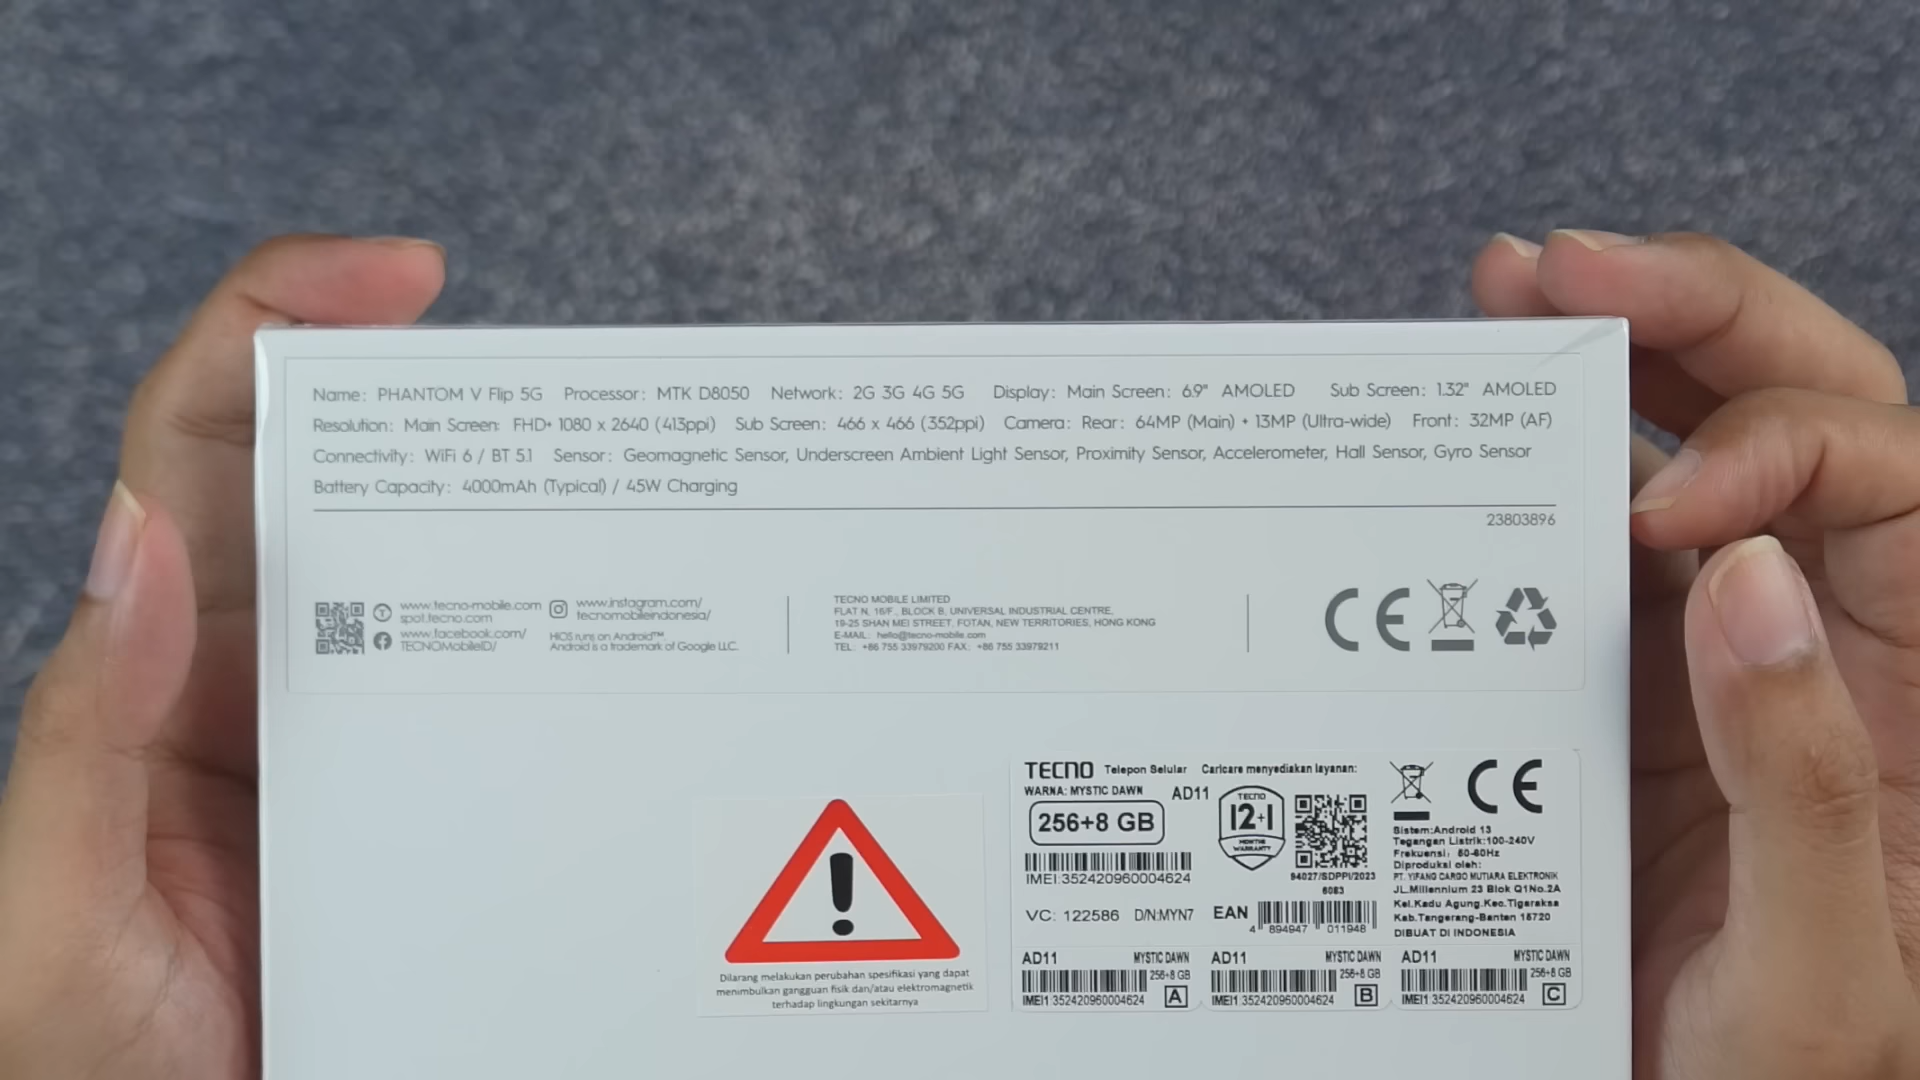 Name: PHANTOM V Flip 5G Processor: MTK D8050 Network: 2G 3G 4G 5G Display: Main Screen: 6.9" AMOLED Sub Screen: 1.32" AMOLED
Resolution: Main Screen: FHD+ 1080 x 2640 (413ppi) Sub Screen: 466 x 466 (352ppi) Camera: Rear: 64MP (Main) + 13MP (Ultra-wide) Front: 32MP (AF)
Connectivity: WiFi 6 / BT 5.1 Sensor: Geomagnetic Sensor, Underscreen Ambient Light Sensor, Proximity Sensor, Accelerometer, Hall Sensor, Gyro Sensor
Battery Capacity: 4000mAh (Typical) / 45W Charging
23803896
www.tecno-mobile.com
spot.tecno.com
www.facebook.com/
TECNOMobileID/
www.instagram.com/
tecnomobileindonesia/
HiOS runs on Android™
Android is a trademark of Google LLC.
TECNO MOBILE LIMITED
FLAT N, 16/F., BLOCK B, UNIVERSAL INDUSTRIAL CENTRE,
19-25 SHAN MEI STREET, FOTAN, NEW TERRITORIES, HONG KONG
E-MAIL: hello@tecno-mobile.com
TEL: +86 755 33979200 FAX: +86 755 33979211
CE
Dilarang melakukan perubahan spesifikasi yang dapat
menimbulkan gangguan fisik dan/atau elektromagnetik
terhadap lingkungan sekitarnya
TECNO Telepon Selular Carlcare menyediakan layanan:
WARNA: MYSTIC DAWN AD11
256+8 GB
IMEI:352420960004624
VC: 122586 D/N:MYN7
TECNO
12+1
MONTHS
WARRANTY
94027/SDPPI/2023
6083
EAN
4 894947 011948
CE
Sistem:Android 13
Tegangan Listrik:100-240V
Frekuensi: 50-60Hz
Diproduksi oleh:
PT. YIFANG CARGO MUTIARA ELEKTRONIK
JL.Millennium 23 Blok Q1No.2A
Kel.Kadu Agung.Kec.Tigaraksa
Kab.Tangerang-Banten 15720
DIBUAT DI INDONESIA
AD11 MYSTIC DAWN
256+8 GB
IMEI1:352420960004624 A
AD11 MYSTIC DAWN
256+8 GB
IMEI1:352420960004624 B
AD11 MYSTIC DAWN
256+8 GB
IMEI1:352420960004624 C